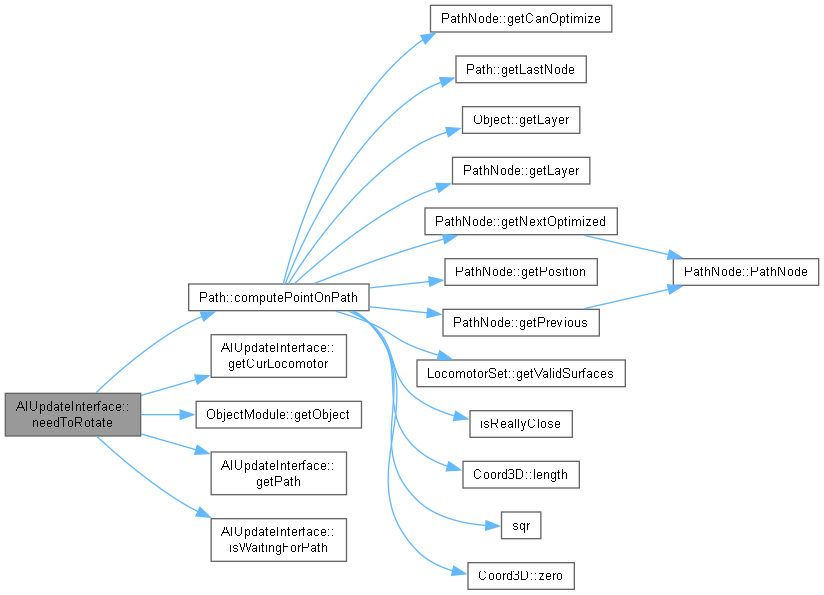 PathNode::getCanOptimize
Path::getLastNode
Object::getLayer
PathNode::getLayer
PathNode::getNextOptimized
PathNode::getPosition
PathNode::PathNode
Path::computePointOnPath
PathNode::getPrevious
AIUpdateInterface::
getCurLocomotor
LocomotorSet::getValidSurfaces
AIUpdateInterface::
needToRotate
ObjectModule::getObject
isReallyClose
AIUpdateInterface::
getPath
Coord3D::length
AIUpdateInterface::
isWaitingForPath
sqr
Coord3D::zero